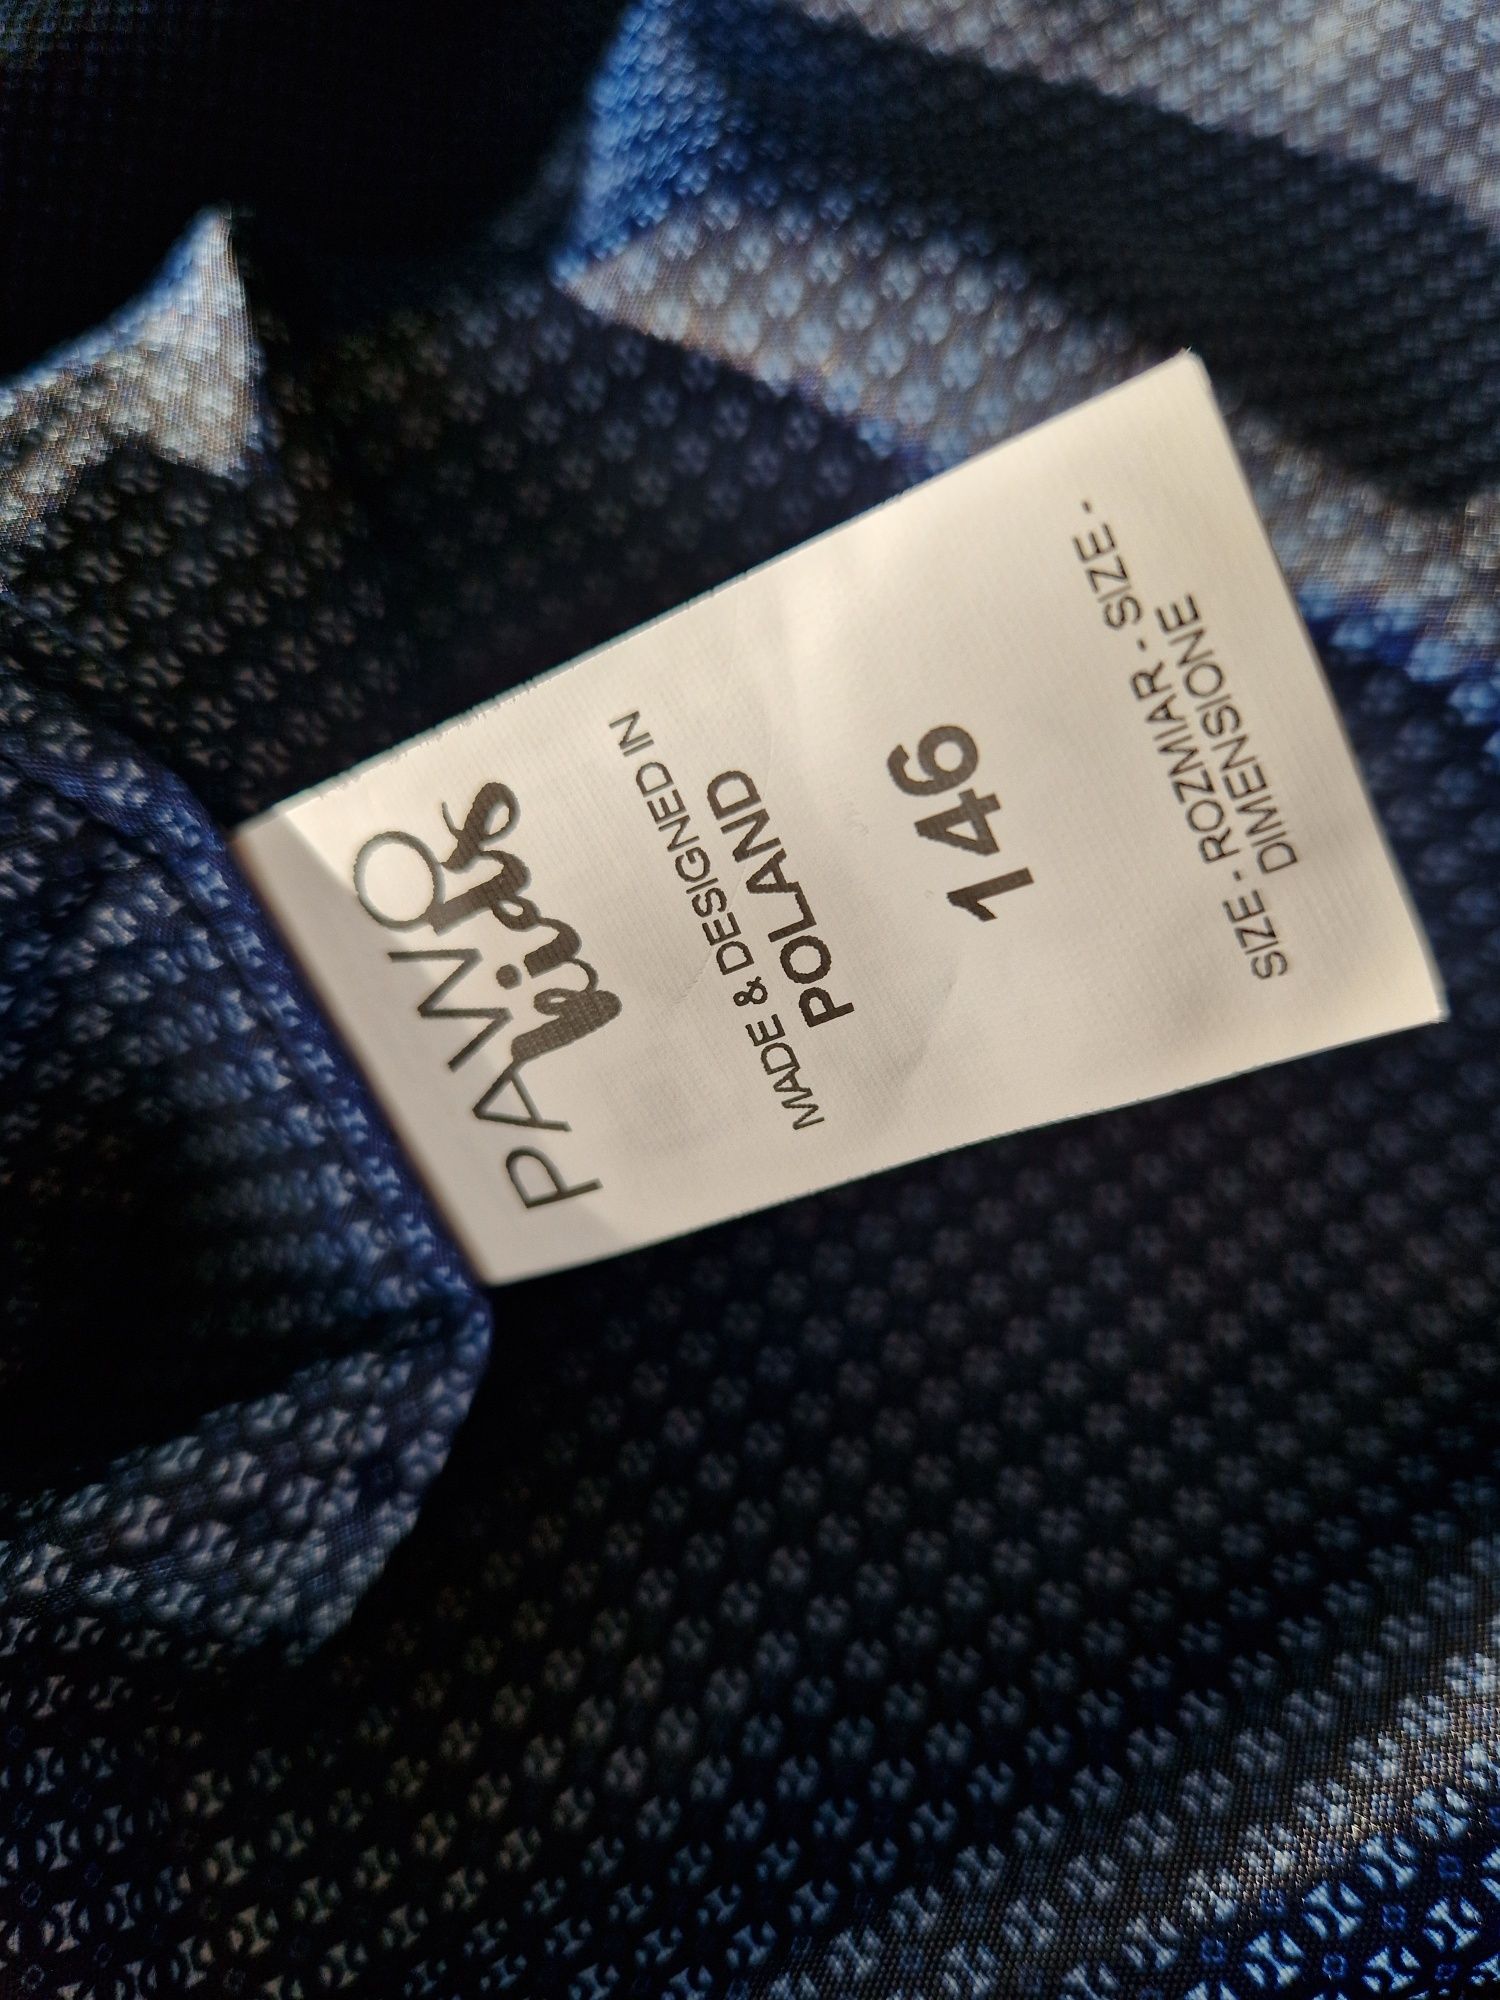 PAWO
kids
MADE & DESIGNED IN
POLAND
146
SIZE - ROZMIAR - SIZE -
DIMENSIONE